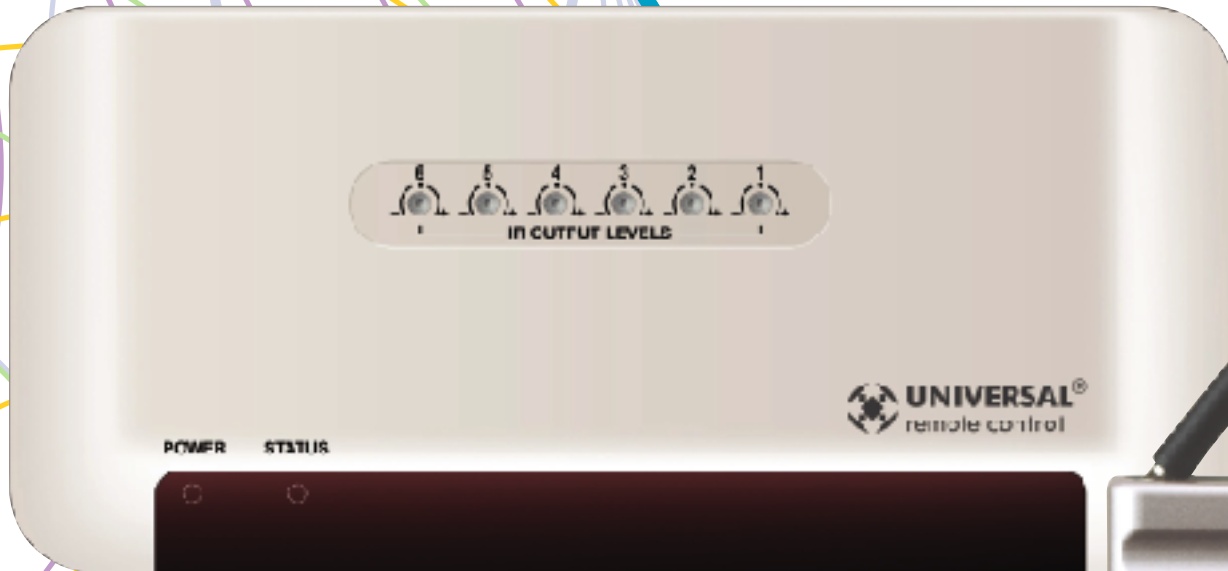 6 5 4 3 2 1
IR OUTPUT LEVELS
UNIVERSAL®
remote control
POWER STATUS